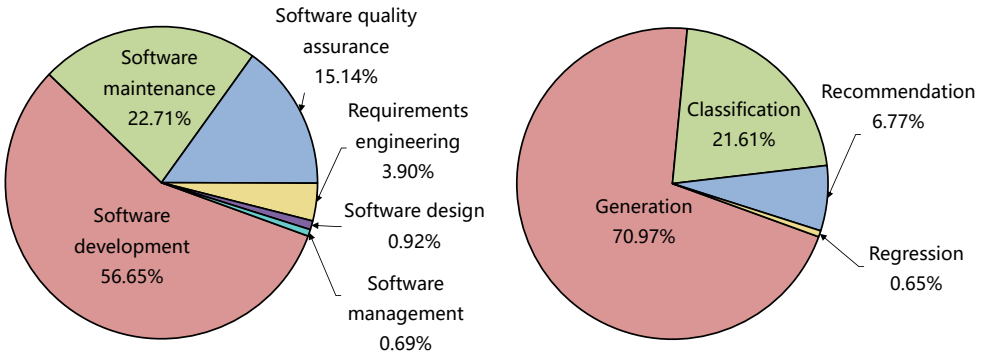 Software quality
assurance
15.14%
Software
maintenance
22.71%
Requirements
engineering
3.90%
Software design
0.92%
Software
management
0.69%
Software
development
56.65%
Classification
21.61%
Recommendation
6.77%
Generation
70.97%
Regression
0.65%